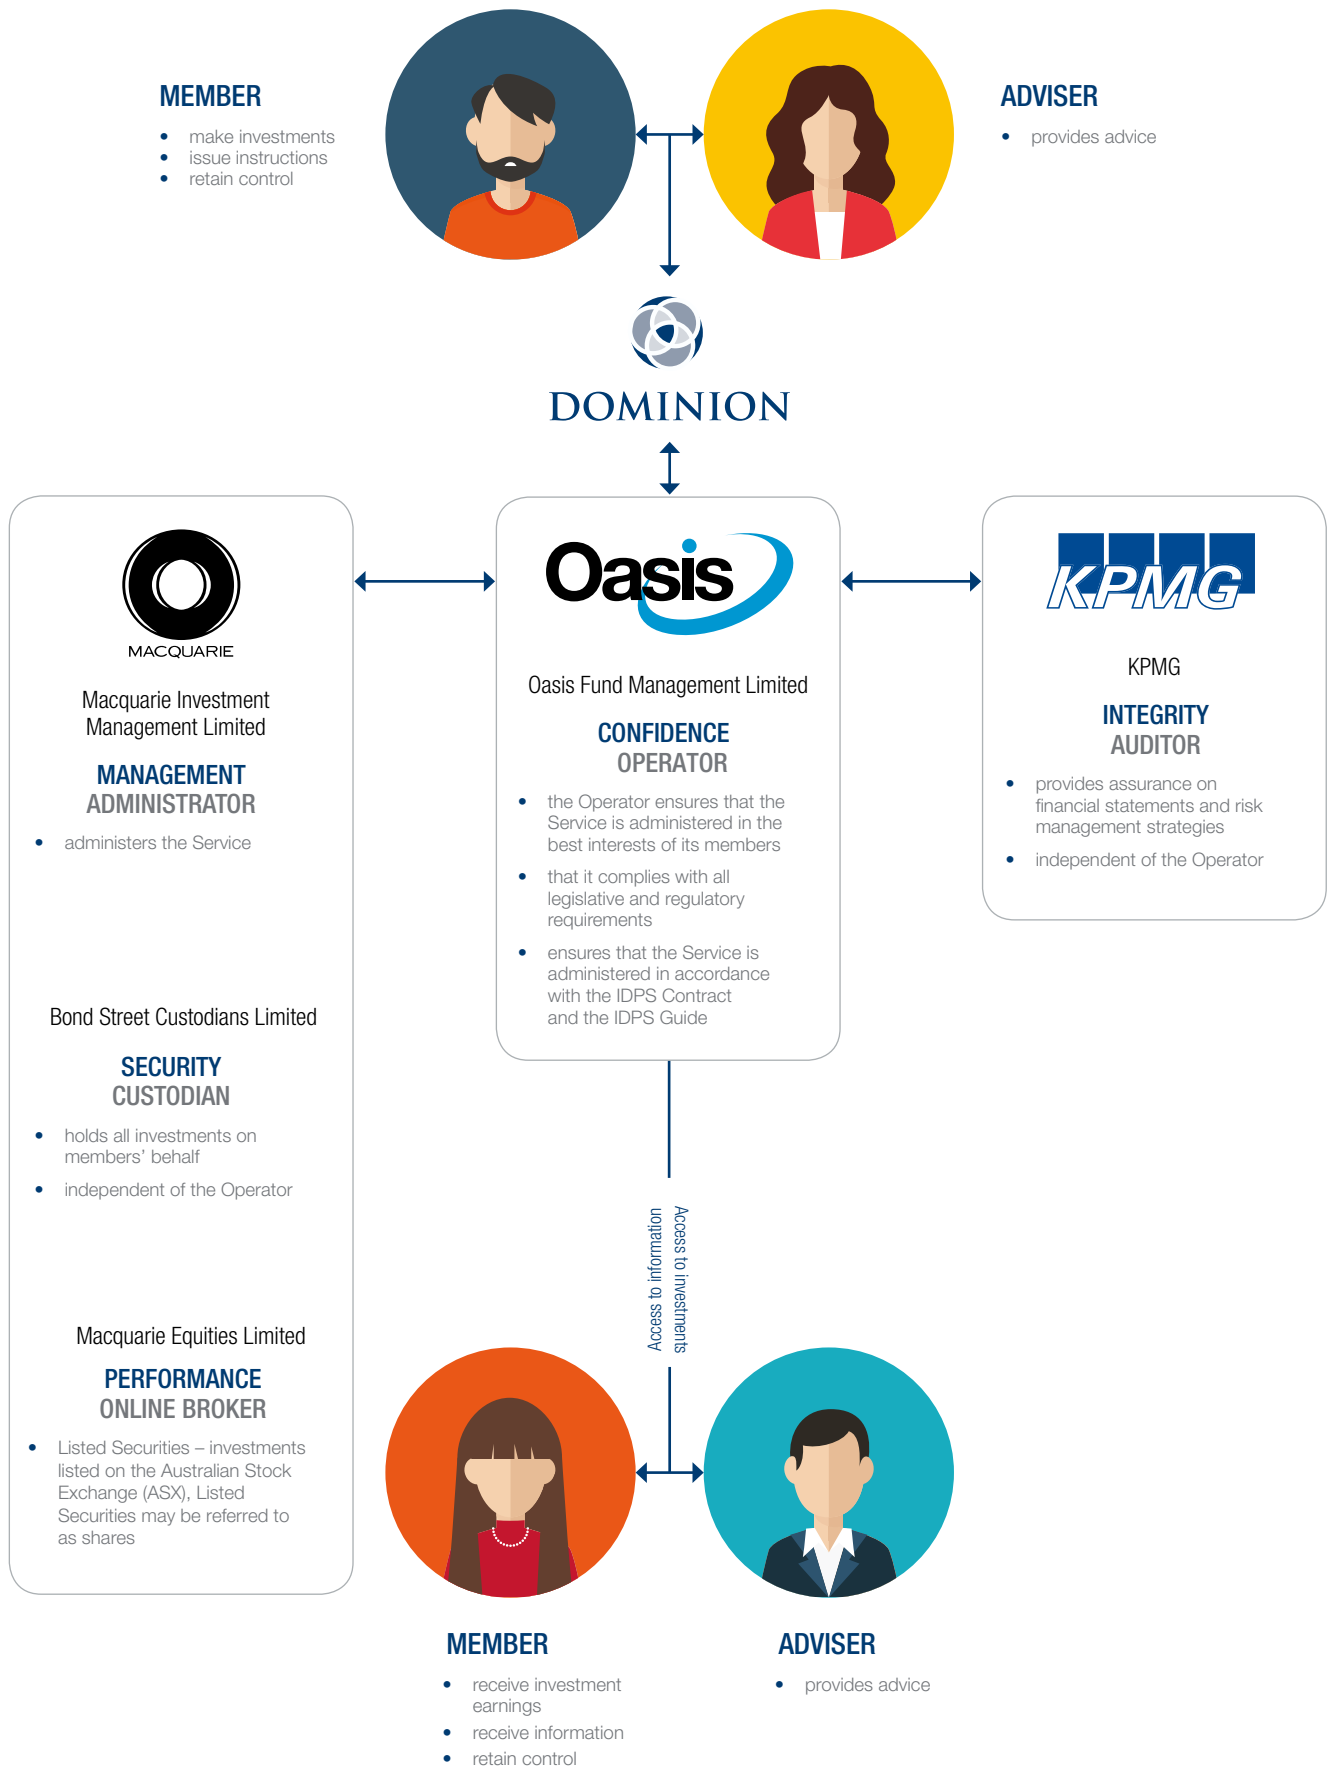 MEMBER
• make investments
• issue instructions
• retain control
ADVISER
• provides advice
DOMINION
MACQUARIE
Macquarie Investment
Management Limited
MANAGEMENT
ADMINISTRATOR
• administers the Service
Bond Street Custodians Limited
SECURITY
CUSTODIAN
• holds all investments on
members’ behalf
• independent of the Operator
Macquarie Equities Limited
PERFORMANCE
ONLINE BROKER
• Listed Securities – investments
listed on the Australian Stock
Exchange (ASX), Listed
Securities may be referred to
as shares
Oasis
Oasis Fund Management Limited
CONFIDENCE
OPERATOR
• the Operator ensures that the
Service is administered in the
best interests of its members
• that it complies with all
legislative and regulatory
requirements
• ensures that the Service is
administered in accordance
with the IDPS Contract
and the IDPS Guide
KPMG
KPMG
INTEGRITY
AUDITOR
• provides assurance on
financial statements and risk
management strategies
• independent of the Operator
Access to information
Access to investments
MEMBER
• receive investment
earnings
• receive information
• retain control
ADVISER
• provides advice